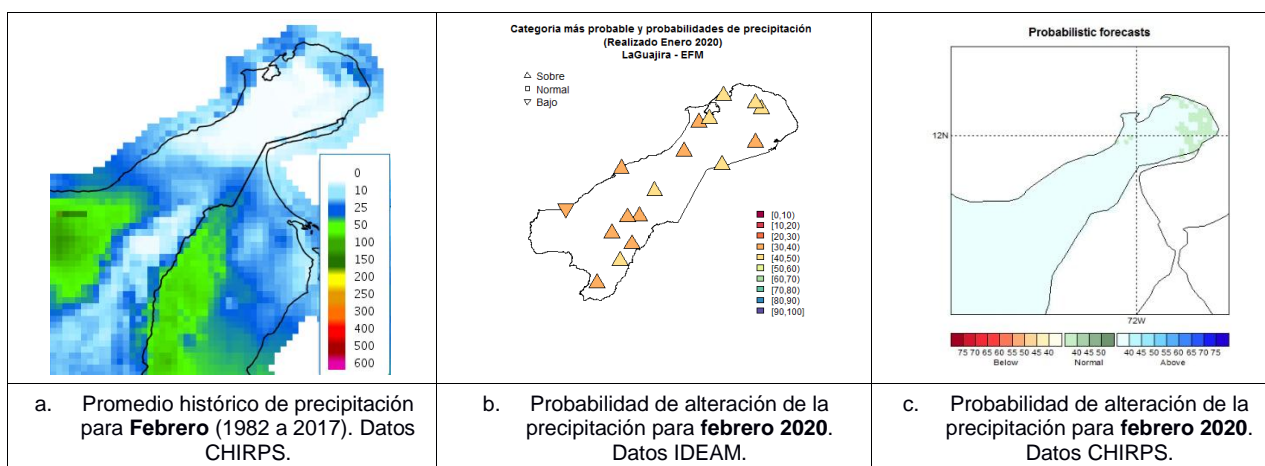 0
10
25
50
100
150
200
250
300
400
500
600
Categoria más probable y probabilidades de precipitación
(Realizado Enero 2020)
LaGuajira - EFM
Sobre
Normal
Bajo
[0,10)
[10,20)
[20,30)
[30,40)
[40,50)
[50,60)
[60,70)
[70,80)
[80,90)
[90,100]
Probabilistic forecasts
12N
72W
75 70 65 60 55 50 45 40 40 45 50 40 45 50 55 60 65 70 75
Below Normal Above
a. Promedio histórico de precipitación
para Febrero (1982 a 2017). Datos
CHIRPS.
b. Probabilidad de alteración de la
precipitación para febrero 2020.
Datos IDEAM.
c. Probabilidad de alteración de la
precipitación para febrero 2020.
Datos CHIRPS.